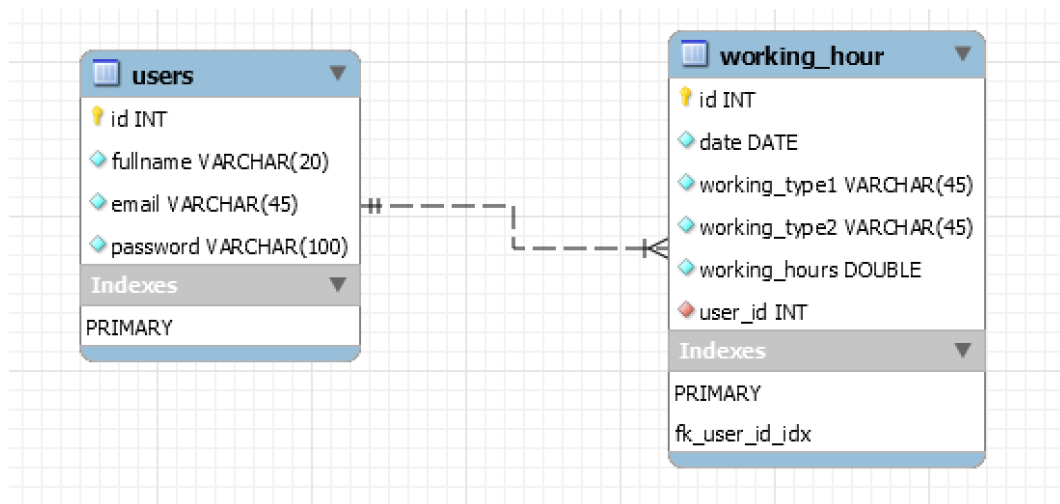 users
id INT
fullname VARCHAR(20)
email VARCHAR(45)
password VARCHAR(100)
Indexes
PRIMARY
working_hour
id INT
date DATE
working_type1 VARCHAR(45)
working_type2 VARCHAR(45)
working_hours DOUBLE
user_id INT
Indexes
PRIMARY
fk_user_id_idx